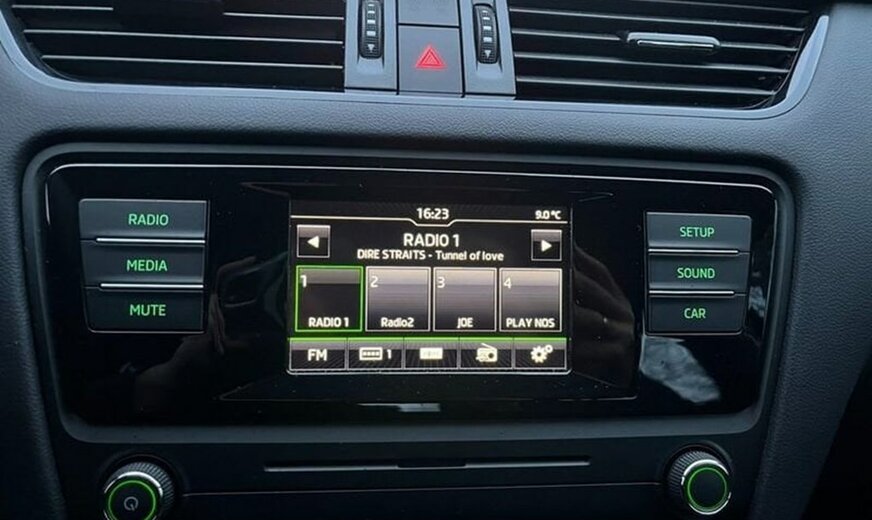 RADIO
MEDIA
MUTE
16:23
9.0°C
RADIO 1
DIRE STRAITS - Tunnel of love
1
RADIO 1
2
Radio2
3
JOE
4
PLAY NOS
FM
1
SETUP
SOUND
CAR